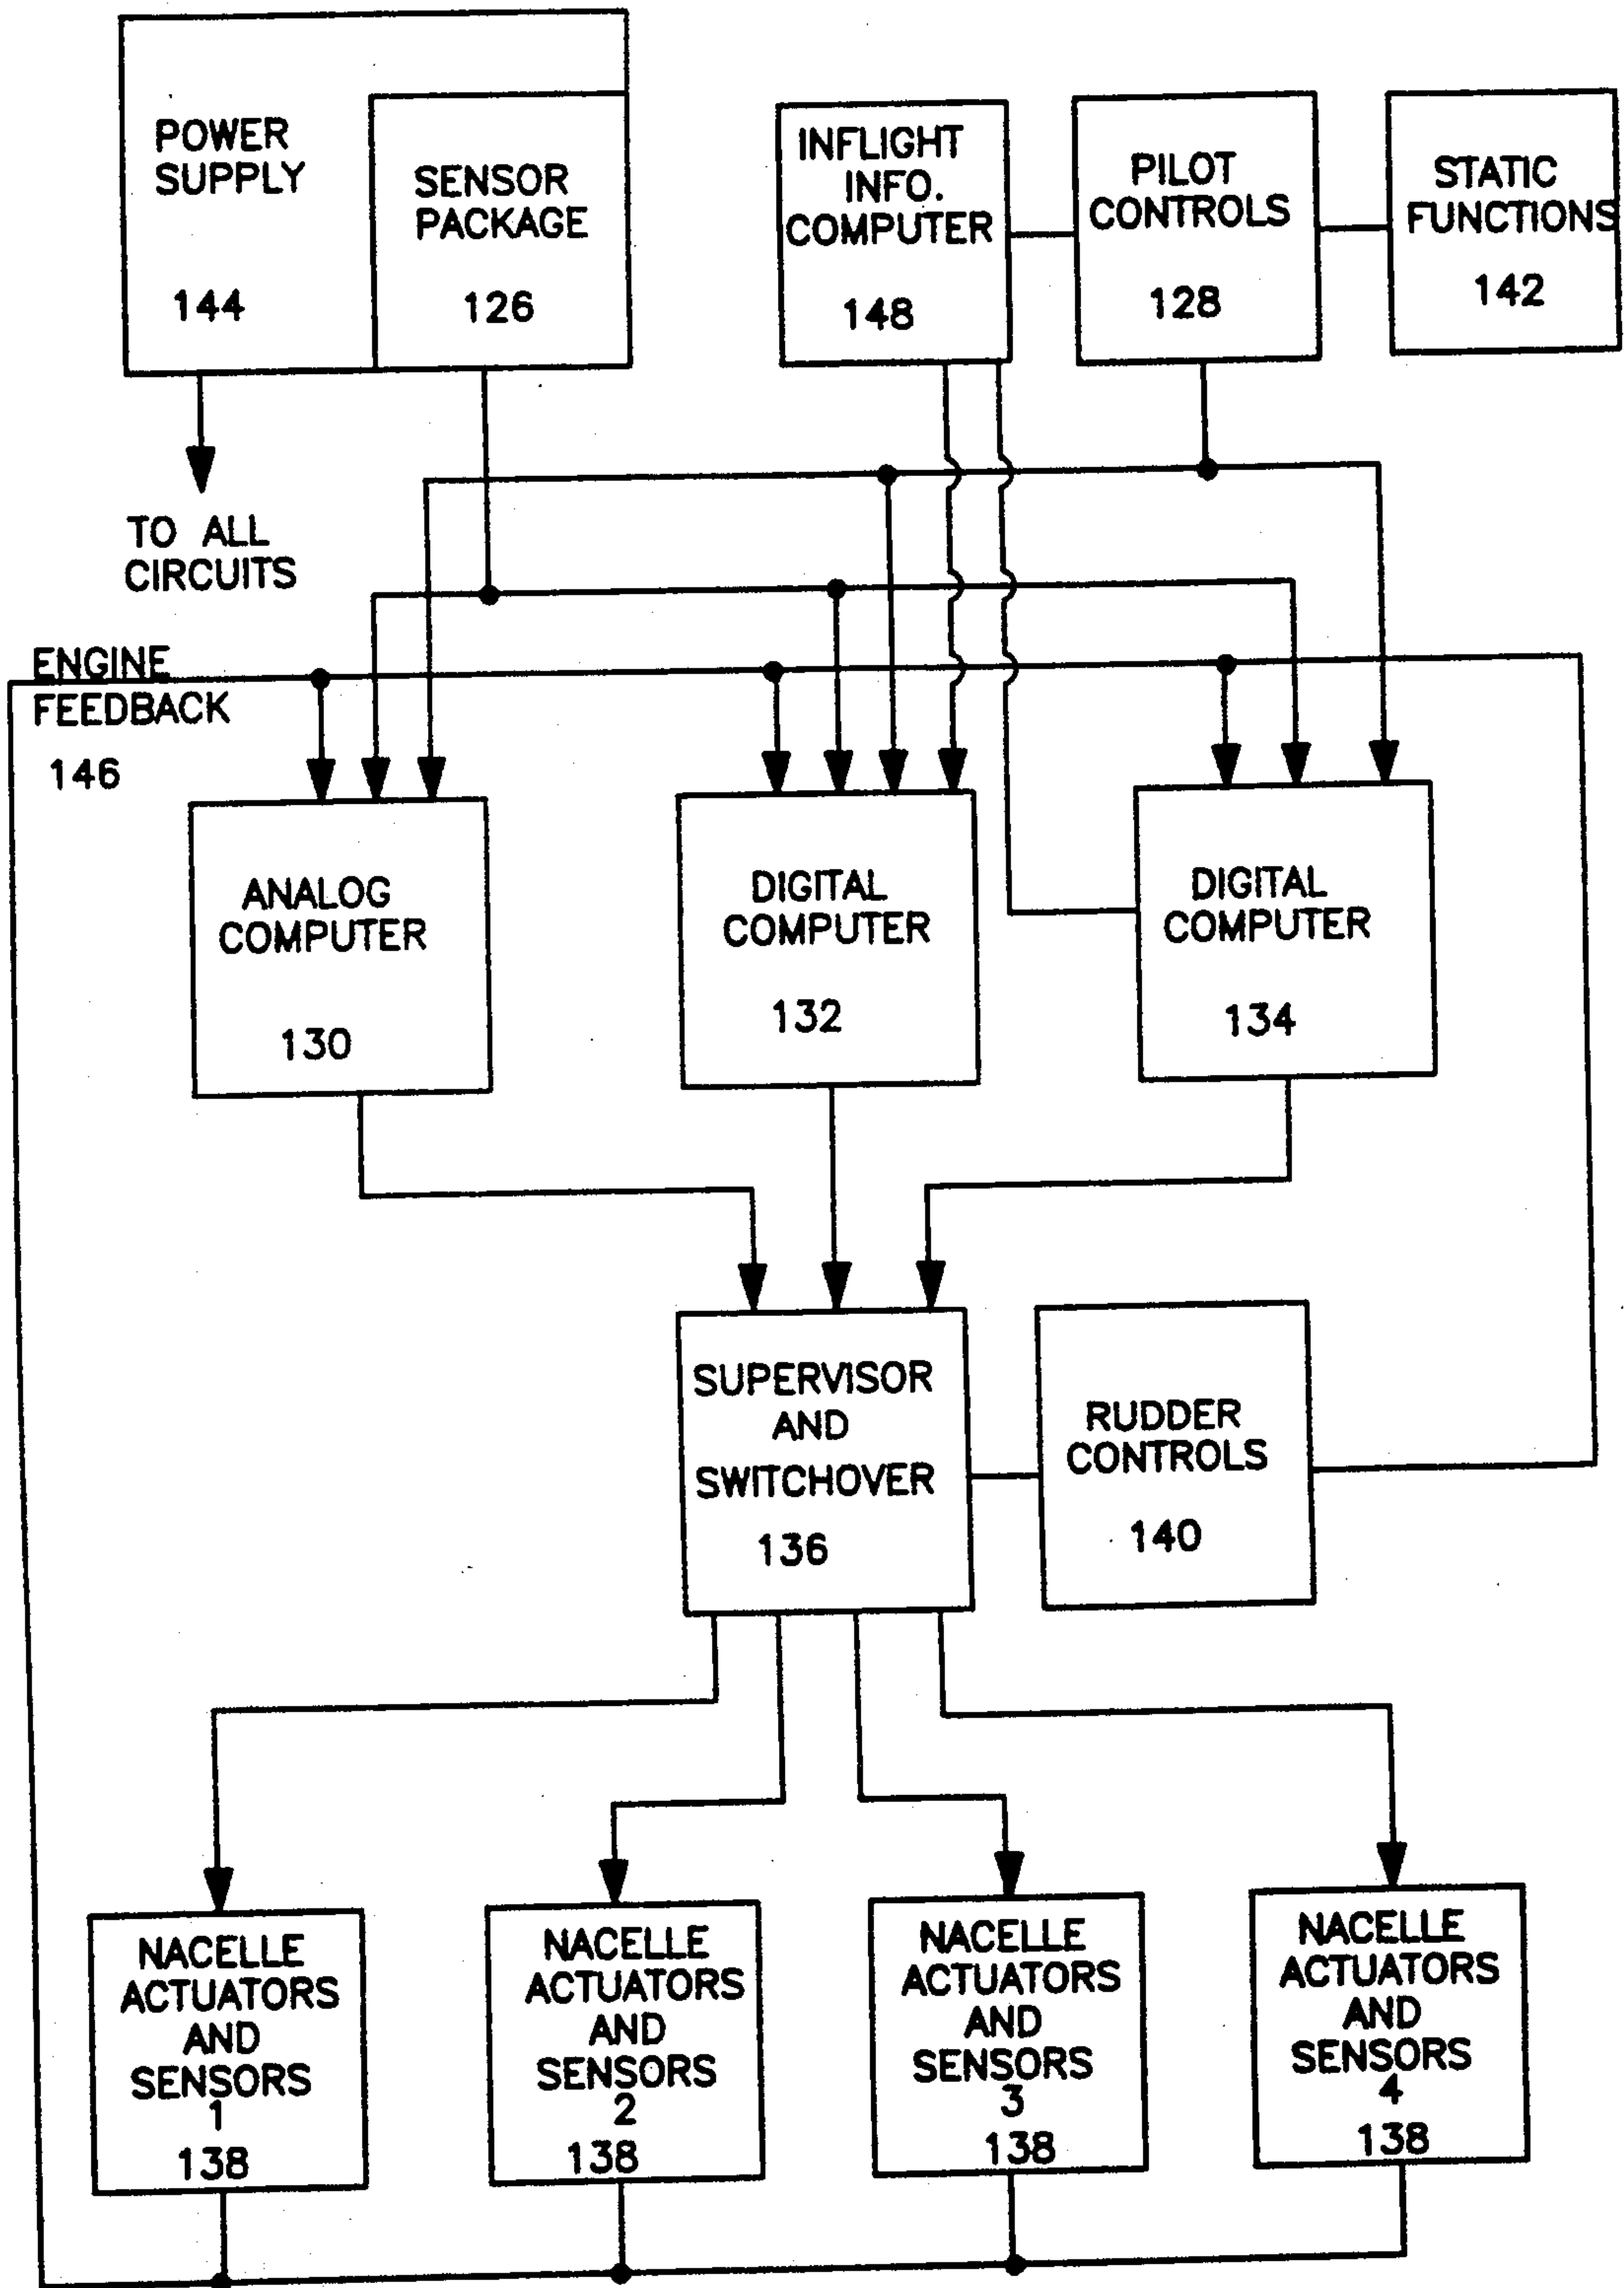 POWER
SUPPLY
144
SENSOR
PACKAGE
126
INFLIGHT
INFO.
COMPUTER
148
PILOT
CONTROLS
128
STATIC
FUNCTIONS
142
TO ALL
CIRCUITS
ENGINE
FEEDBACK
146
ANALOG
COMPUTER
130
DIGITAL
COMPUTER
132
DIGITAL
COMPUTER
134
SUPERVISOR
AND
SWITCHOVER
136
RUDDER
CONTROLS
140
NACELLE
ACTUATORS
AND
SENSORS
1
138
NACELLE
ACTUATORS
AND
SENSORS
2
138
NACELLE
ACTUATORS
AND
SENSORS
3
138
NACELLE
ACTUATORS
AND
SENSORS
4
138